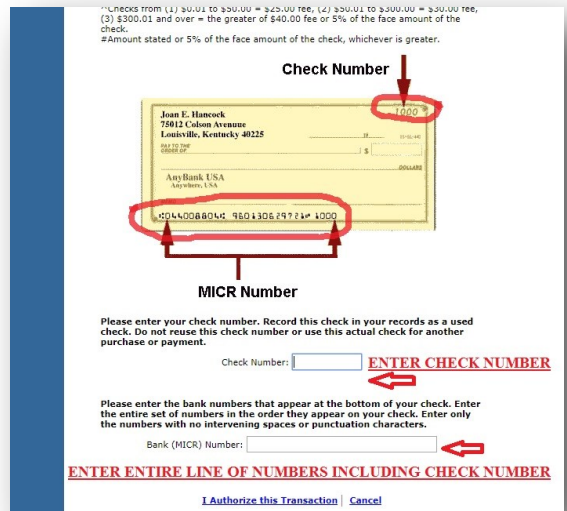 ^^Checks from (1) $0.01 to $50.00 = $25.00 fee, (2) $50.01 to $300.00 = $30.00 fee,
(3) $300.01 and over = the greater of $40.00 fee or 5% of the face amount of the
check.
#Amount stated or 5% of the face amount of the check, whichever is greater.
Check Number
1000
Joan E. Hancock
75012 Colson Avenuue
Louisville, Kentucky 40225
19
PAY TO THE
ORDER OF
$
DOLLARS
AnyBank USA
Anywhere, USA
⑆044008804⑆ 960130629721⑈ 1000
MICR Number
Please enter your check number. Record this check in your records as a used
check. Do not reuse this check number or use this actual check for another
purchase or payment.
Check Number:
ENTER CHECK NUMBER
Please enter the bank numbers that appear at the bottom of your check. Enter
the entire set of numbers in the order they appear on your check. Enter only
the numbers with no intervening spaces or punctuation characters.
Bank (MICR) Number:
ENTER ENTIRE LINE OF NUMBERS INCLUDING CHECK NUMBER
I Authorize this Transaction | Cancel